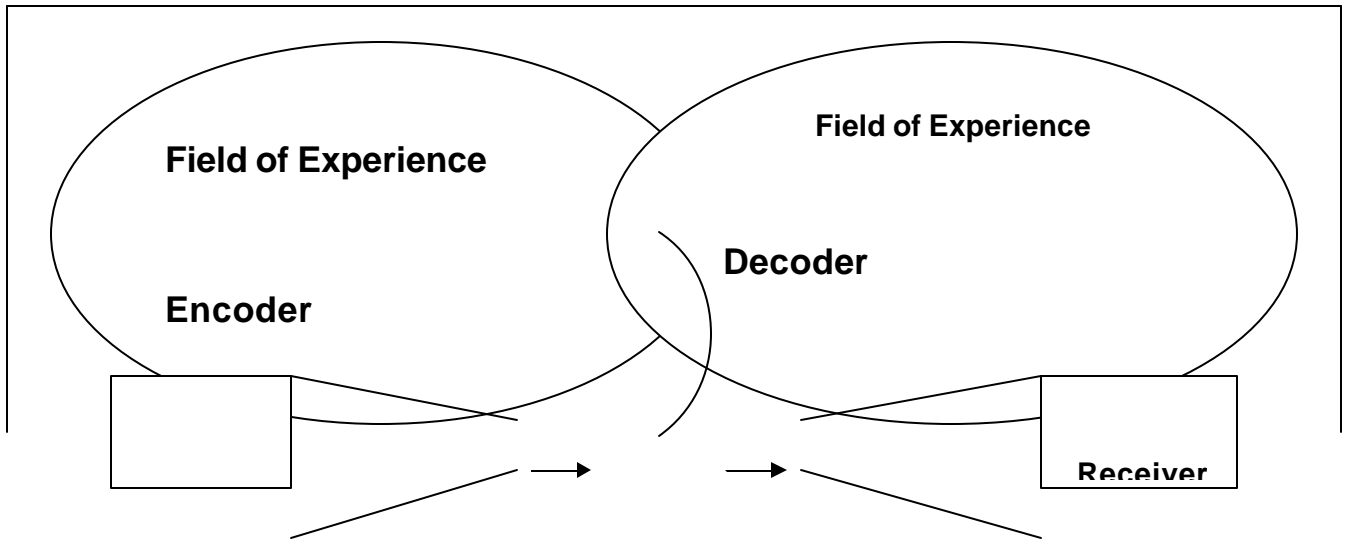 Field of Experience
Field of Experience
Decoder
Encoder
Receiver